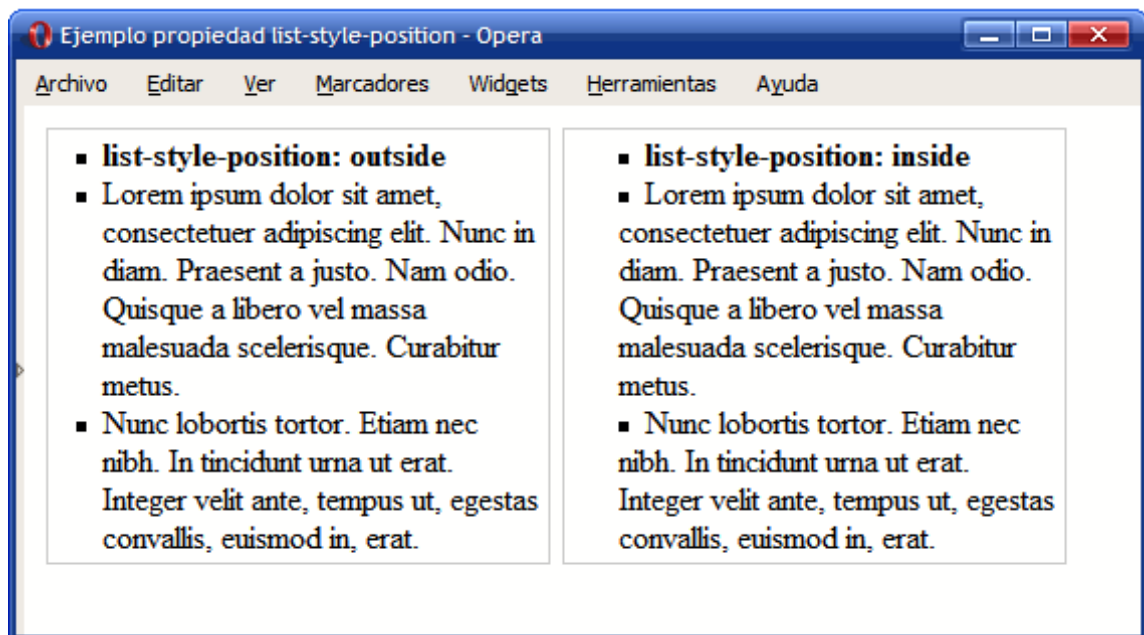 Ejemplo propiedad list-style-position - Opera
Archivo Editar Ver Marcadores Widgets Herramientas Ayuda
list-style-position: outside
Lorem ipsum dolor sit amet,
consectetuer adipiscing elit. Nunc in
diam. Praesent a justo. Nam odio.
Quisque a libero vel massa
malesuada scelerisque. Curabitur
metus.
Nunc lobortis tortor. Etiam nec
nibh. In tincidunt urna ut erat.
Integer velit ante, tempus ut, egestas
convallis, euismod in, erat.
list-style-position: inside
Lorem ipsum dolor sit amet,
consectetuer adipiscing elit. Nunc in
diam. Praesent a justo. Nam odio.
Quisque a libero vel massa
malesuada scelerisque. Curabitur
metus.
Nunc lobortis tortor. Etiam nec
nibh. In tincidunt urna ut erat.
Integer velit ante, tempus ut, egestas
convallis, euismod in, erat.